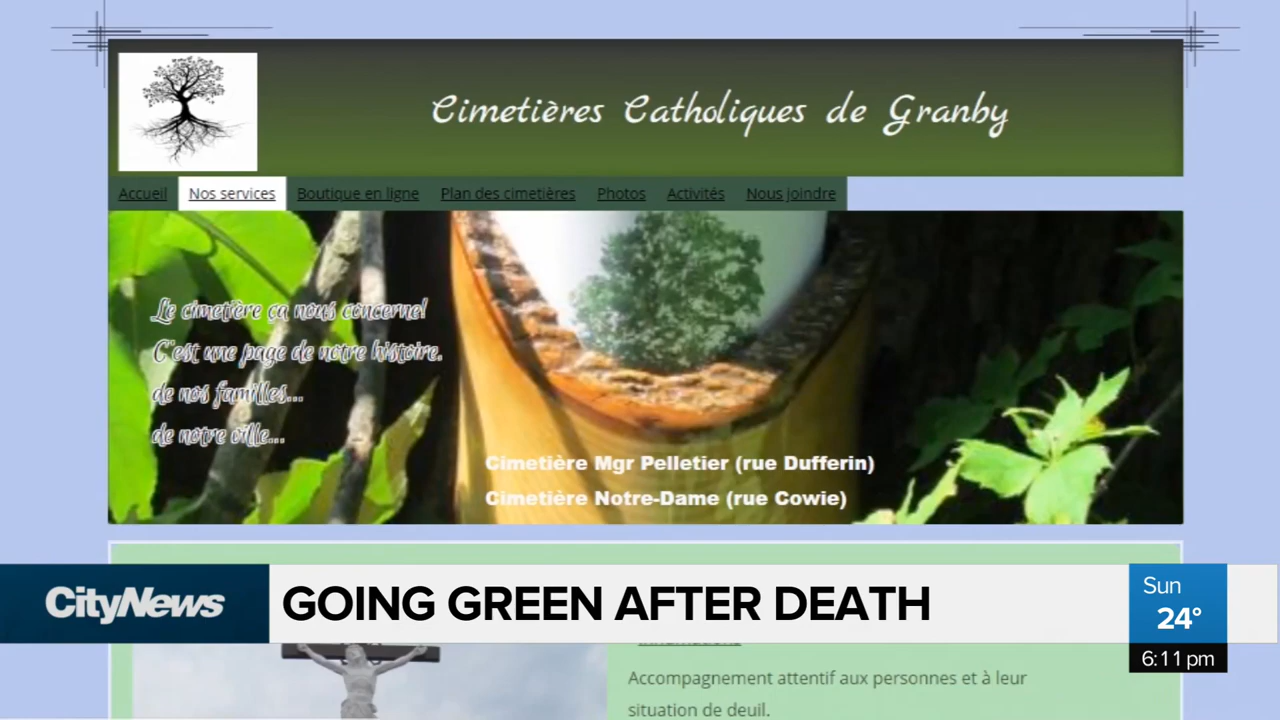 Cimetières Catholiques de Granby
Accueil Nos services Boutique en ligne Plan des cimetières Photos Activités Nous joindre
Le cimetière ça nous concerne!
C'est une page de notre histoire.
de nos familles...
de notre ville...
Cimetière Mgr Pelletier (rue Dufferin)
Cimetière Notre-Dame (rue Cowie)
CityNews
GOING GREEN AFTER DEATH
Sun
24°
6:11 pm
Accompagnement attentif aux personnes et à leur
situation de deuil.